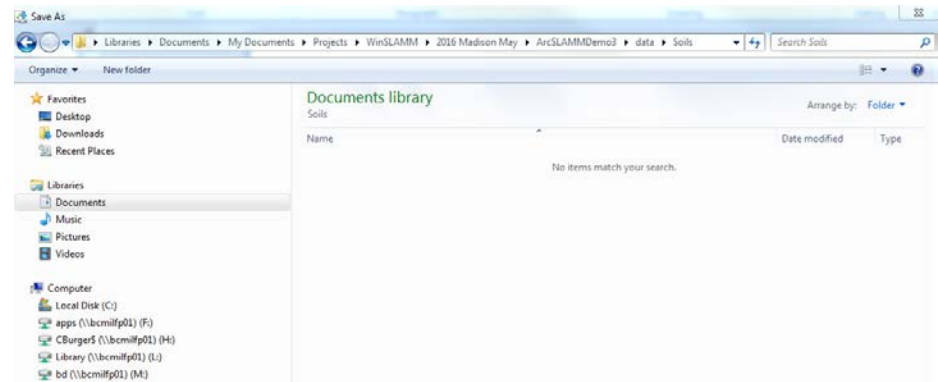 Save As
Libraries ▸ Documents ▸ My Documents ▸ Projects ▸ WinSLAMM ▸ 2016 Madison May ▸ ArcSLAMMDemo3 ▸ data ▸ Soils
Search Soils
Organize
New folder
Favorites
Desktop
Downloads
Recent Places
Libraries
Documents
Music
Pictures
Videos
Computer
Local Disk (C:)
apps (\\bcmilfp01) (F:)
CBurger$ (\\bcmilfp01) (H:)
Library (\\bcmilfp01) (L:)
bd (\\bcmilfp01) (M:)
Documents library
Soils
Arrange by: Folder
Name
Date modified
Type
No items match your search.